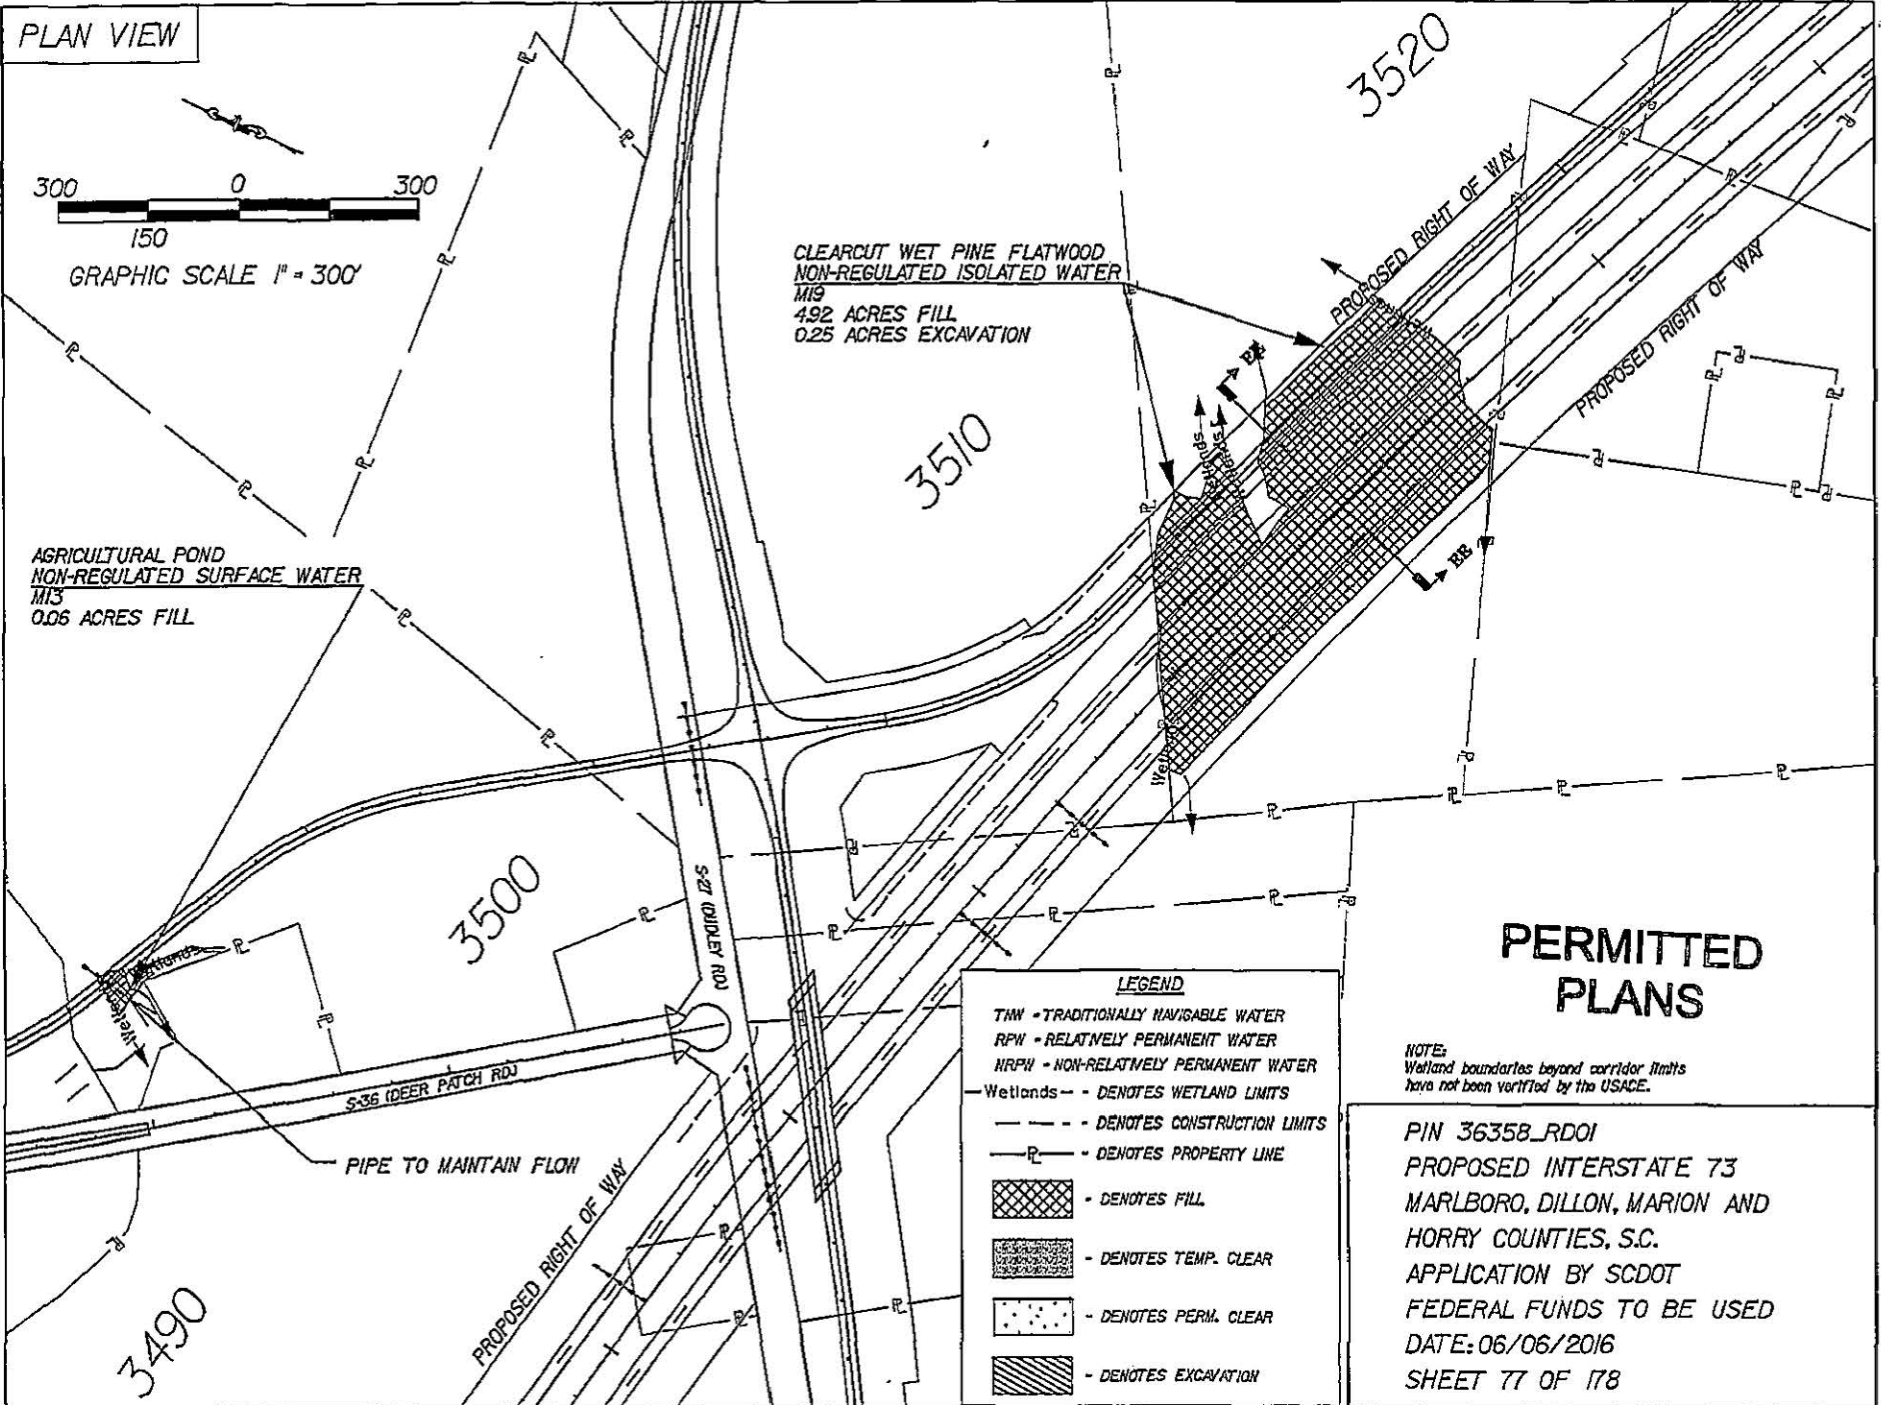 PLAN VIEW
300 0 300
150
GRAPHIC SCALE 1" = 300'
3520
CLEARCUT WET PINE FLATWOOD
NON-REGULATED ISOLATED WATER
M19
4.92 ACRES FILL
0.25 ACRES EXCAVATION
PROPOSED RIGHT OF WAY
PROPOSED RIGHT OF WAY
EE
EE
Wetlands
3510
AGRICULTURAL POND
NON-REGULATED SURFACE WATER
M13
0.06 ACRES FILL
3500
S-27 (DUDLEY RD.)
Wetlands
S-36 (DEER PATCH RD.)
PIPE TO MAINTAIN FLOW
PROPOSED RIGHT OF WAY
3490
LEGEND
TNW - TRADITIONALLY NAVIGABLE WATER
RPW - RELATIVELY PERMANENT WATER
NRPW - NON-RELATIVELY PERMANENT WATER
—Wetlands— - DENOTES WETLAND LIMITS
- DENOTES CONSTRUCTION LIMITS
PL - DENOTES PROPERTY LINE
- DENOTES FILL
- DENOTES TEMP. CLEAR
- DENOTES PERM. CLEAR
- DENOTES EXCAVATION
PERMITTED
PLANS
NOTE:
Wetland boundaries beyond corridor limits
have not been verified by the USACE.
PIN 36358_RD01
PROPOSED INTERSTATE 73
MARLBORO, DILLON, MARION AND
HORRY COUNTIES, S.C.
APPLICATION BY SCDOT
FEDERAL FUNDS TO BE USED
DATE: 06/06/2016
SHEET 77 OF 178